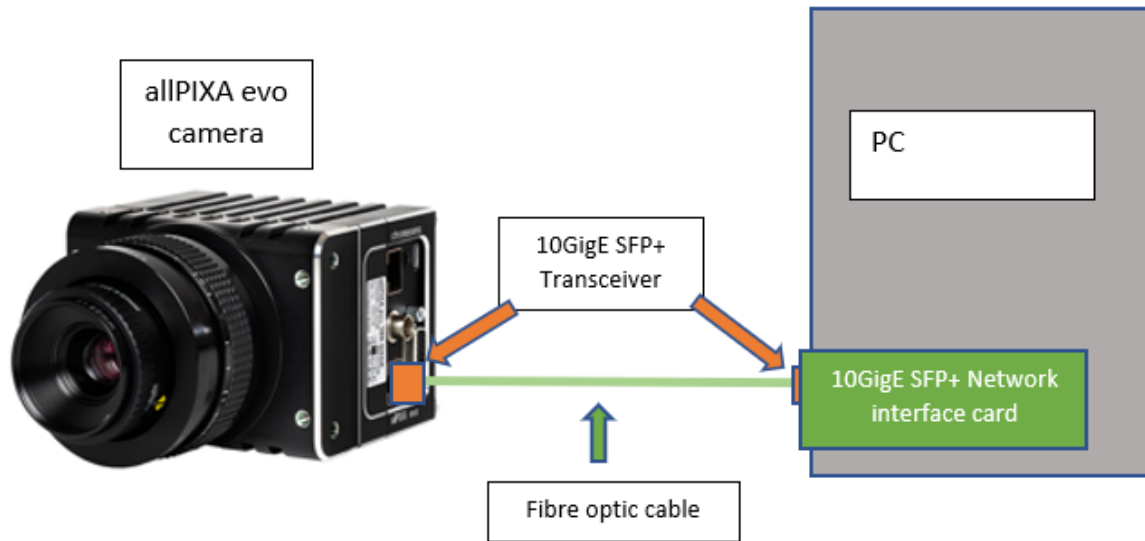 allPIXA evo
camera
PC
10GigE SFP+
Transceiver
10GigE SFP+ Network
interface card
Fibre optic cable